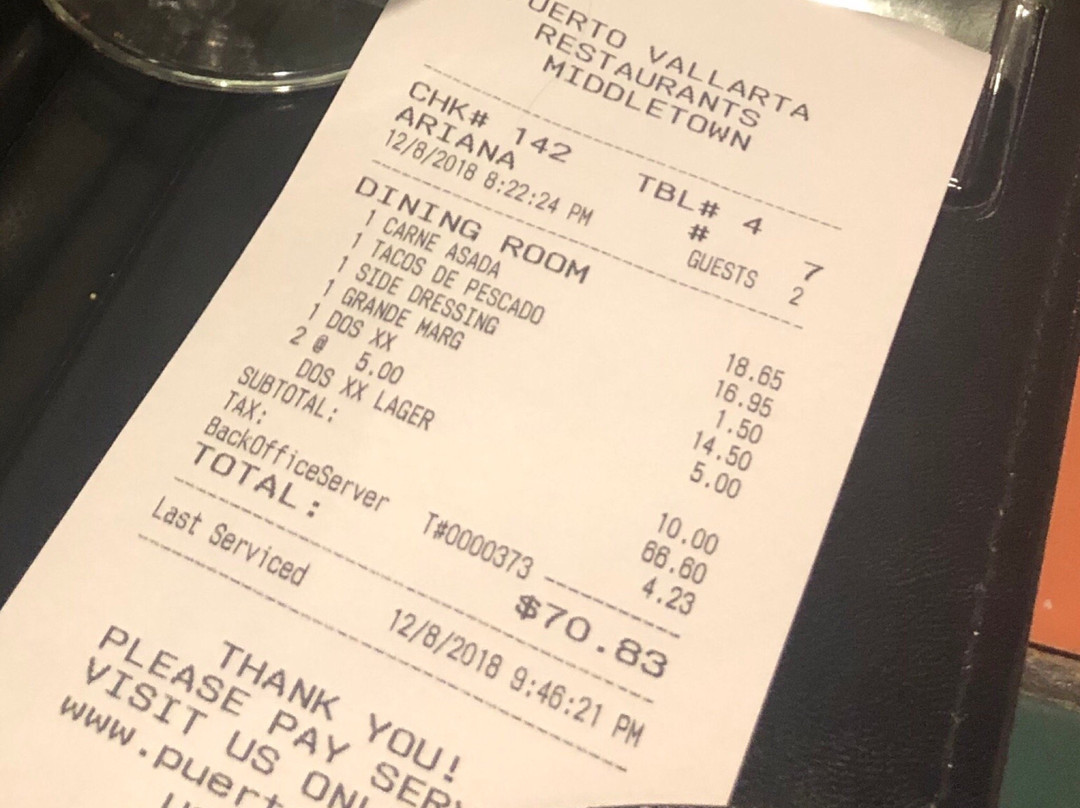 UERTO VALLARTA
RESTAURANTS
MIDDLETOWN
CHK# 142 TBL# 4
ARIANA # 7
12/8/2018 8:22:24 PM GUESTS 2
DINING ROOM
1 CARNE ASADA 18.65
1 TACOS DE PESCADO 16.95
1 SIDE DRESSING 1.50
1 GRANDE MARG 14.50
1 DOS XX 5.00
2 @ 5.00
DOS XX LAGER 10.00
SUBTOTAL: 66.60
TAX: 4.23
BackOfficeServer T#0000373
TOTAL: $70.83
Last Serviced 12/8/2018 9:46:21 PM
THANK YOU!
PLEASE PAY SERV
VISIT US ONL
www.puert